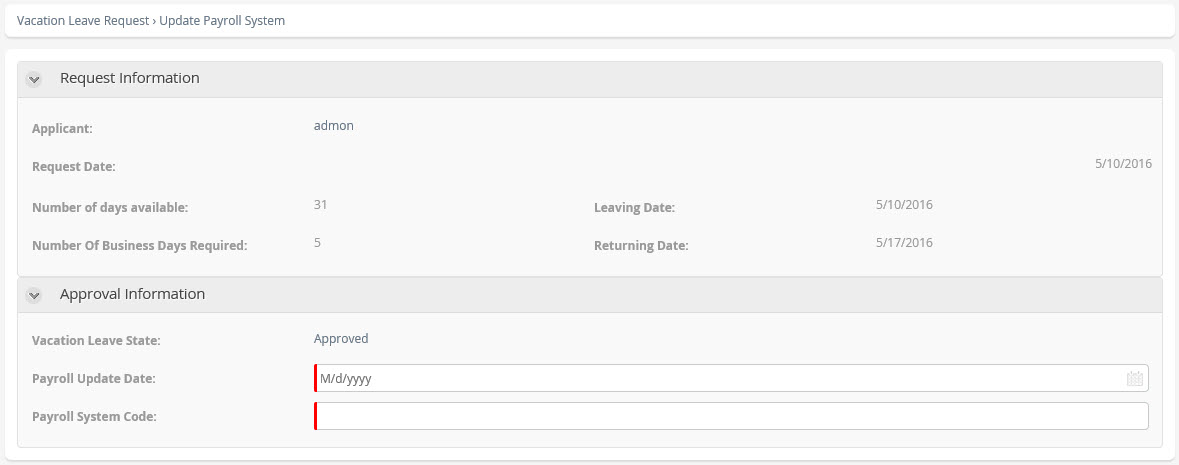 Vacation Leave Request › Update Payroll System
Request Information
Applicant: admon
Request Date: 5/10/2016
Number of days available: 31 Leaving Date: 5/10/2016
Number Of Business Days Required: 5 Returning Date: 5/17/2016
Approval Information
Vacation Leave State: Approved
Payroll Update Date: M/d/yyyy
Payroll System Code: